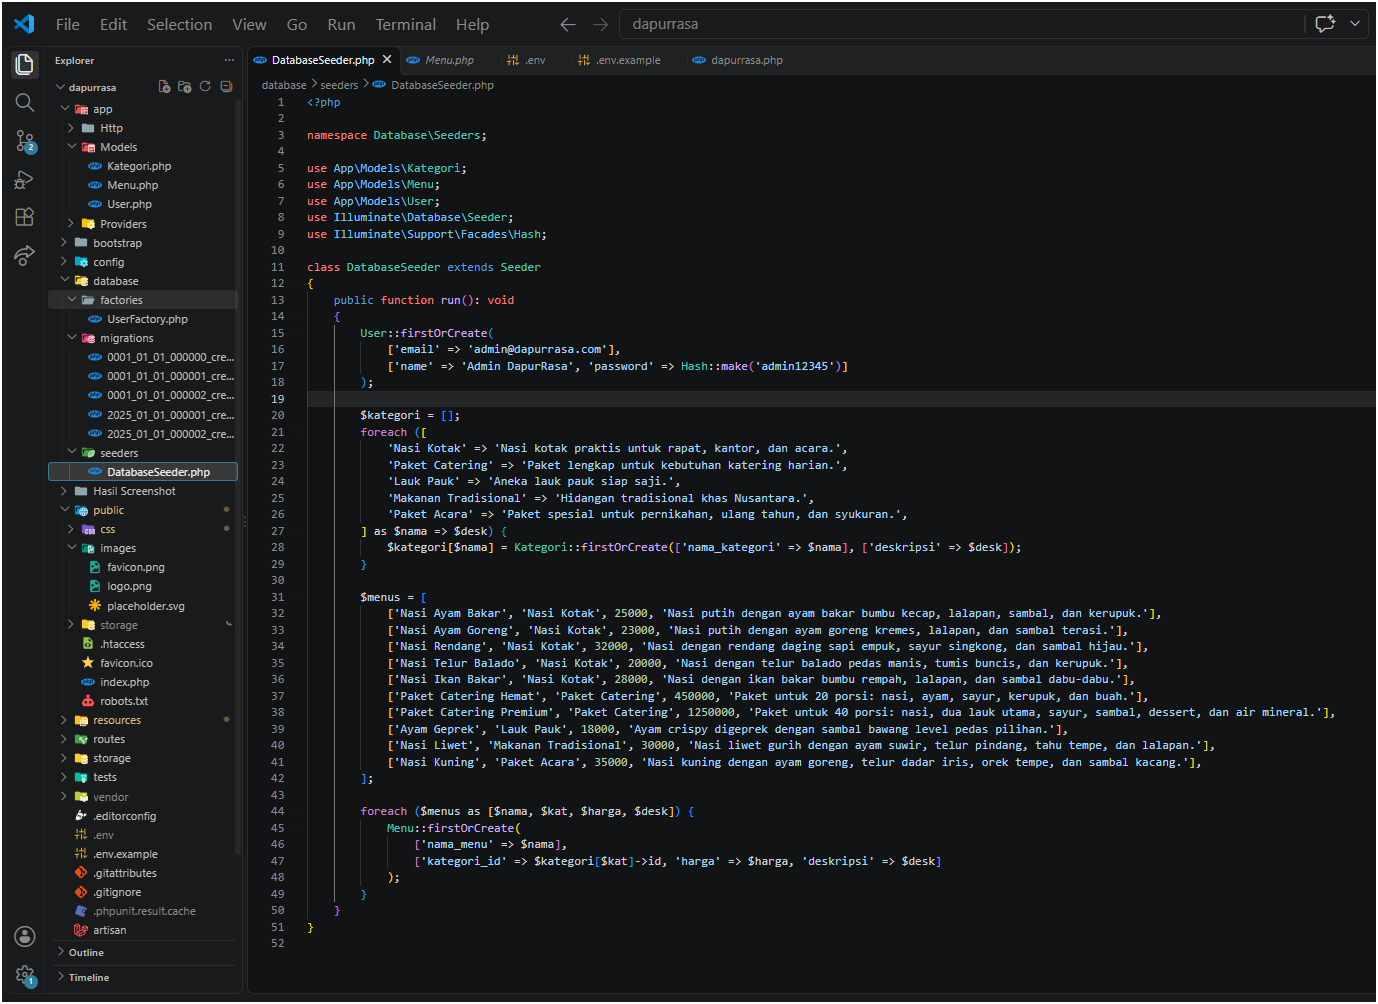 File Edit Selection View Go Run Terminal Help
dapurrasa
Explorer
dapurrasa
app
Http
Models
Kategori.php
Menu.php
User.php
Providers
bootstrap
config
database
factories
UserFactory.php
migrations
0001_01_01_000000_cre...
0001_01_01_000001_cre...
0001_01_01_000002_cre...
2025_01_01_000001_cre...
2025_01_01_000002_cre...
seeders
DatabaseSeeder.php
Hasil Screenshot
public
css
images
favicon.png
logo.png
placeholder.svg
storage
.htaccess
favicon.ico
index.php
robots.txt
resources
routes
storage
tests
vendor
.editorconfig
.env
.env.example
.gitattributes
.gitignore
.phpunit.result.cache
artisan
Outline
Timeline
2
1
DatabaseSeeder.php Menu.php .env .env.example dapurrasa.php
database > seeders > DatabaseSeeder.php
1 <?php
2
3 namespace Database\Seeders;
4
5 use App\Models\Kategori;
6 use App\Models\Menu;
7 use App\Models\User;
8 use Illuminate\Database\Seeder;
9 use Illuminate\Support\Facades\Hash;
10
11 class DatabaseSeeder extends Seeder
12 {
13 public function run(): void
14 {
15 User::firstOrCreate(
16 ['email' => 'admin@dapurrasa.com'],
17 ['name' => 'Admin DapurRasa', 'password' => Hash::make('admin12345')]
18 );
19
20 $kategori = [];
21 foreach ([
22 'Nasi Kotak' => 'Nasi kotak praktis untuk rapat, kantor, dan acara.',
23 'Paket Catering' => 'Paket lengkap untuk kebutuhan katering harian.',
24 'Lauk Pauk' => 'Aneka lauk pauk siap saji.',
25 'Makanan Tradisional' => 'Hidangan tradisional khas Nusantara.',
26 'Paket Acara' => 'Paket spesial untuk pernikahan, ulang tahun, dan syukuran.',
27 ] as $nama => $desk) {
28 $kategori[$nama] = Kategori::firstOrCreate(['nama_kategori' => $nama], ['deskripsi' => $desk]);
29 }
30
31 $menus = [
32 ['Nasi Ayam Bakar', 'Nasi Kotak', 25000, 'Nasi putih dengan ayam bakar bumbu kecap, lalapan, sambal, dan kerupuk.'],
33 ['Nasi Ayam Goreng', 'Nasi Kotak', 23000, 'Nasi putih dengan ayam goreng kremes, lalapan, dan sambal terasi.'],
34 ['Nasi Rendang', 'Nasi Kotak', 32000, 'Nasi dengan rendang daging sapi empuk, sayur singkong, dan sambal hijau.'],
35 ['Nasi Telur Balado', 'Nasi Kotak', 20000, 'Nasi dengan telur balado pedas manis, tumis buncis, dan kerupuk.'],
36 ['Nasi Ikan Bakar', 'Nasi Kotak', 28000, 'Nasi dengan ikan bakar bumbu rempah, lalapan, dan sambal dabu-dabu.'],
37 ['Paket Catering Hemat', 'Paket Catering', 450000, 'Paket untuk 20 porsi: nasi, ayam, sayur, kerupuk, dan buah.'],
38 ['Paket Catering Premium', 'Paket Catering', 1250000, 'Paket untuk 40 porsi: nasi, dua lauk utama, sayur, sambal, dessert, dan air mineral.'],
39 ['Ayam Geprek', 'Lauk Pauk', 18000, 'Ayam crispy digeprek dengan sambal bawang level pedas pilihan.'],
40 ['Nasi Liwet', 'Makanan Tradisional', 30000, 'Nasi liwet gurih dengan ayam suwir, telur pindang, tahu tempe, dan lalapan.'],
41 ['Nasi Kuning', 'Paket Acara', 35000, 'Nasi kuning dengan ayam goreng, telur dadar iris, orek tempe, dan sambal kacang.'],
42 ];
43
44 foreach ($menus as [$nama, $kat, $harga, $desk]) {
45 Menu::firstOrCreate(
46 ['nama_menu' => $nama],
47 ['kategori_id' => $kategori[$kat]->id, 'harga' => $harga, 'deskripsi' => $desk]
48 );
49 }
50 }
51 }
52